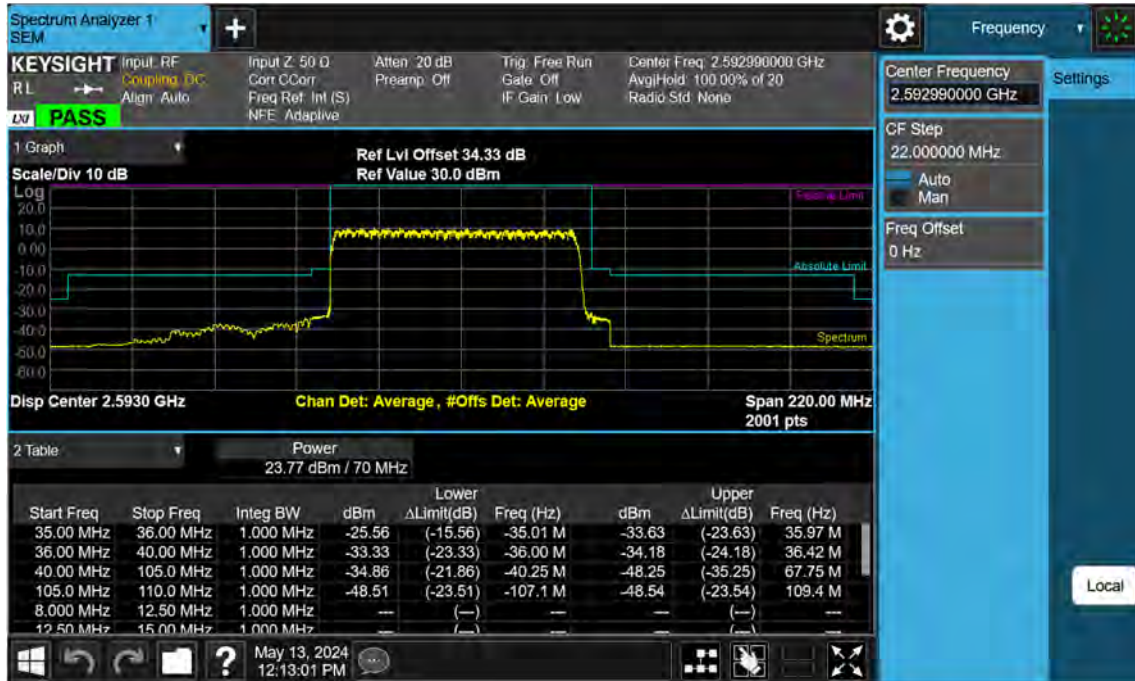 Spectrum Analyzer 1
SEM
Frequency
KEYSIGHT
R L
LXI
PASS
Input: RF
Coupling: DC
Align: Auto
Input Z: 50 Ω
Corr CCorr
Freq Ref: Int (S)
NFE: Adaptive
Atten: 20 dB
Preamp: Off
Trig: Free Run
Gate: Off
IF Gain: Low
Center Freq: 2.592990000 GHz
Avg|Hold: 100.00% of 20
Radio Std: None
Center Frequency
2.592990000 GHz
Settings
CF Step
22.000000 MHz
Auto
Man
Freq Offset
0 Hz
1 Graph
Ref Lvl Offset 34.33 dB
Scale/Div 10 dB
Ref Value 30.0 dBm
Log
20.0
10.0
0.00
-10.0
-20.0
-30.0
-40.0
-50.0
-60.0
Absolute Limit
Spectrum
Disp Center 2.5930 GHz
Chan Det: Average, #Offs Det: Average
Span 220.00 MHz
2001 pts
2 Table
Power
23.77 dBm / 70 MHz
Lower Upper
Start Freq Stop Freq Integ BW dBm ΔLimit(dB) Freq (Hz) dBm ΔLimit(dB) Freq (Hz)
35.00 MHz 36.00 MHz 1.000 MHz -25.56 (-15.56) -35.01 M -33.63 (-23.63) 35.97 M
36.00 MHz 40.00 MHz 1.000 MHz -33.33 (-23.33) -36.00 M -34.18 (-24.18) 36.42 M
40.00 MHz 105.0 MHz 1.000 MHz -34.86 (-21.86) -40.25 M -48.25 (-35.25) 67.75 M
105.0 MHz 110.0 MHz 1.000 MHz -48.51 (-23.51) -107.1 M -48.54 (-23.54) 109.4 M
8.000 MHz 12.50 MHz 1.000 MHz --- (---) --- --- (---) ---
12.50 MHz 15.00 MHz 1.000 MHz --- (---) --- --- (---) ---
Local
?
May 13, 2024
12:13:01 PM